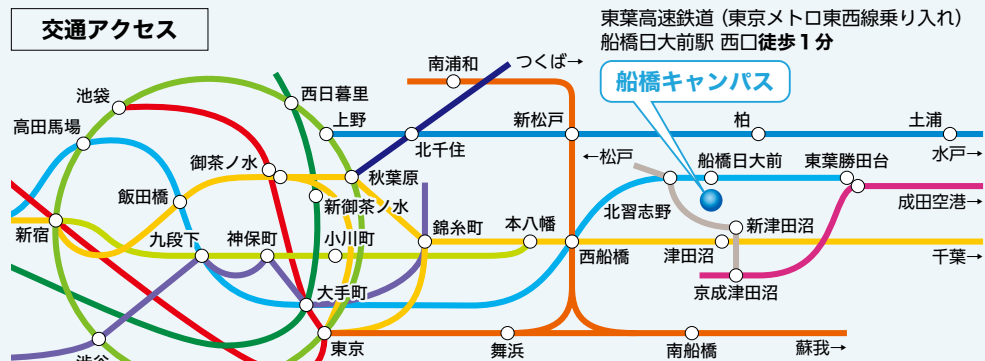 交通アクセス
東葉高速鉄道（東京メトロ東西線乗り入れ）
船橋日大前駅 西口徒歩1分
船橋キャンパス
南浦和
つくば→
池袋
西日暮里
高田馬場
上野
北千住
新松戸
柏
土浦
水戸→
御茶ノ水
秋葉原
←松戸
船橋日大前
東葉勝田台
飯田橋
新御茶ノ水
北習志野
成田空港→
新宿
九段下
神保町
小川町
錦糸町
本八幡
西船橋
新津田沼
津田沼
千葉→
大手町
京成津田沼
渋谷
東京
舞浜
南船橋
蘇我→